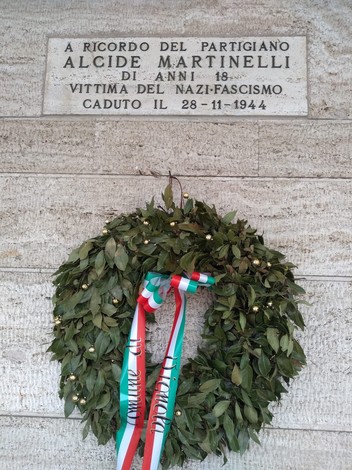 A RICORDO DEL PARTIGIANO
ALCIDE MARTINELLI
DI ANNI 18
VITTIMA DEL NAZI-FASCISMO
CADUTO IL 28-11-1944